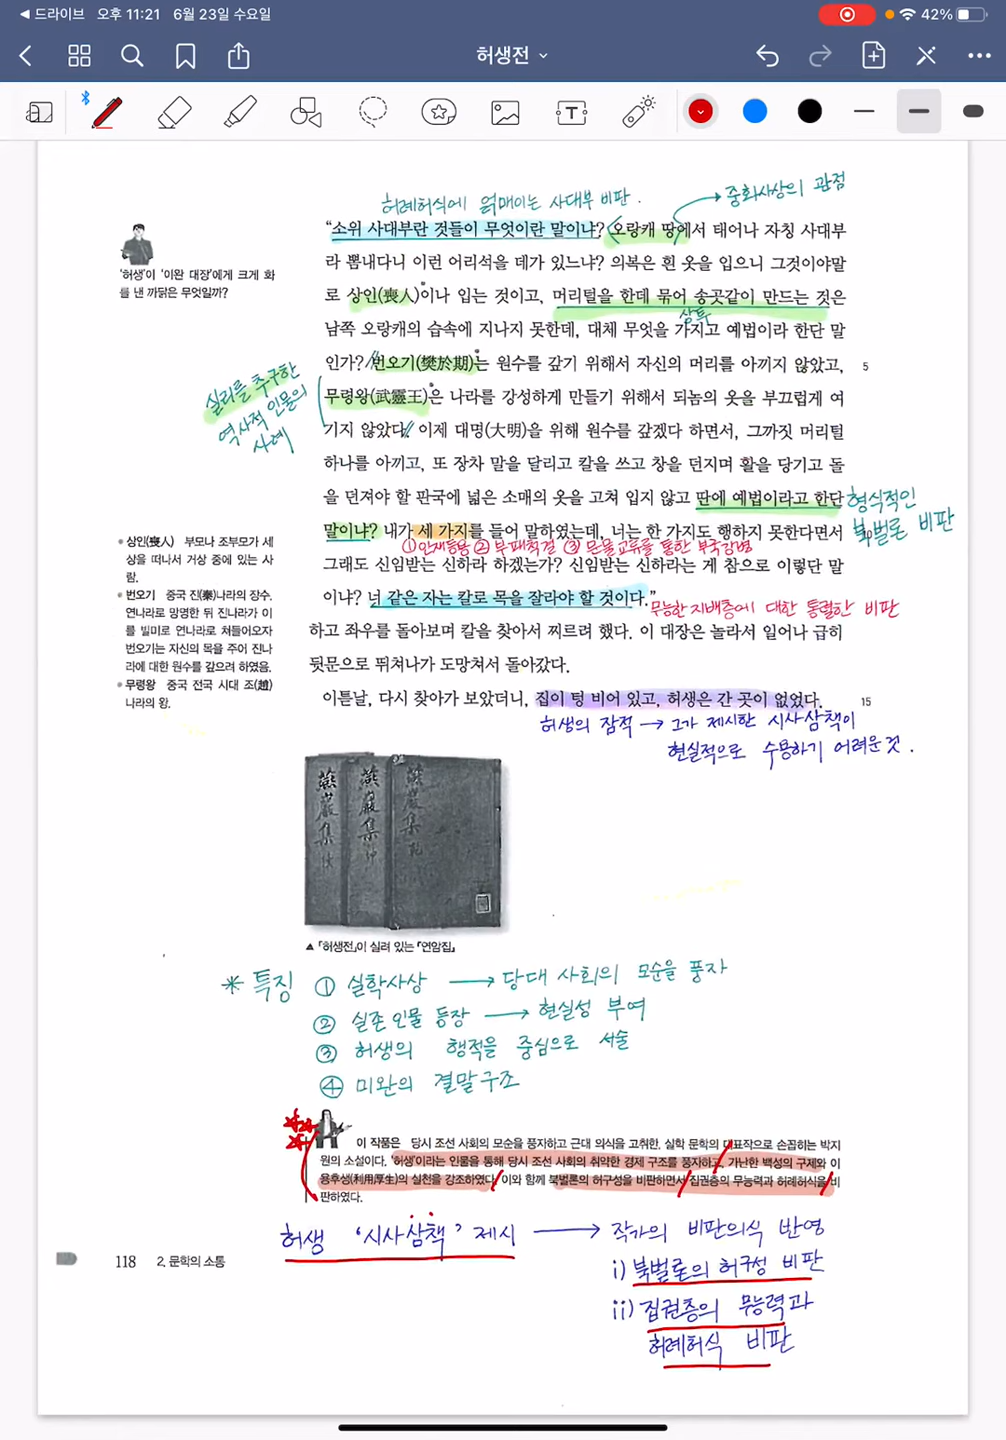 드라이브 오후 11:21 6월 23일 수요일
42%
허생전
허례허식에 얽매이는 사대부 비판.
중화사상의 관점
"소위 사대부란 것들이 무엇이란 말이냐? 오랑캐 땅에서 태어나 자칭 사대부
라 뽐내다니 이런 어리석을 데가 있느냐? 의복은 흰 옷을 입으니 그것이야말
로 상인(喪人)이나 입는 것이고, 머리털을 한데 묶어 송곳같이 만드는 것은
상투
남쪽 오랑캐의 습속에 지나지 못한데, 대체 무엇을 가지고 예법이라 한단 말
인가? 번오기(樊於期)는 원수를 갚기 위해서 자신의 머리를 아끼지 않았고,
5
무령왕(武靈王)은 나라를 강성하게 만들기 위해서 되놈의 옷을 부끄럽게 여
기지 않았다. 이제 대명(大明)을 위해 원수를 갚겠다 하면서, 그까짓 머리털
하나를 아끼고, 또 장차 말을 달리고 칼을 쓰고 창을 던지며 활을 당기고 돌
을 던져야 할 판국에 넓은 소매의 옷을 고쳐 입지 않고 딴에 예법이라고 한단
말이냐? 내가 세 가지를 들어 말하였는데, 너는 한 가지도 행하지 못한다면서
① 인재등용 ② 부패척결 ③ 문물교류를 통한 부국강병
그래도 신임받는 신하라 하겠는가? 신임받는 신하라는 게 참으로 이렇단 말
이냐? 너 같은 자는 칼로 목을 잘라야 할 것이다."
무능한 지배층에 대한 통렬한 비판
하고 좌우를 돌아보며 칼을 찾아서 찌르려 했다. 이 대장은 놀라서 일어나 급히
뒷문으로 뛰쳐나가 도망쳐서 돌아갔다.
이튿날, 다시 찾아가 보았더니, 집이 텅 비어 있고, 허생은 간 곳이 없었다.
15
허생의 잠적 → 그가 제시한 시사삼책이
현실적으로 수용하기 어려운 것.
형식적인
북벌론 비판
'허생'이 '이완 대장'에게 크게 화
를 낸 까닭은 무엇일까?
실리를 추구한
역사적 인물의
사례
상인(喪人) 부모나 조부모가 세
상을 떠나서 거상 중에 있는 사
람.
번오기 중국 진(秦)나라의 장수.
연나라로 망명한 뒤 진나라가 이
를 빌미로 연나라로 쳐들어오자
번오기는 자신의 목을 주어 진나
라에 대한 원수를 갚으려 하였음.
무령왕 중국 전국 시대 조(趙)
나라의 왕.
燕巖集
燕巖集
燕巖集
▲ 「허생전」이 실려 있는 「연암집」
* 특징 ① 실학사상 → 당대 사회의 모순을 풍자
② 실존인물 등장 → 현실성 부여
③ 허생의 행적을 중심으로 서술
④ 미완의 결말구조
이 작품은 당시 조선 사회의 모순을 풍자하고 근대 의식을 고취한, 실학 문학의 대표작으로 손꼽히는 박지
원의 소설이다. '허생'이라는 인물을 통해 당시 조선 사회의 취약한 경제 구조를 풍자하고, 가난한 백성의 구제와 이
용후생(利用厚生)의 실천을 강조하였다. 이와 함께 북벌론의 허구성을 비판하면서 집권층의 무능력과 허례허식을 비
판하였다.
허생 '시사삼책' 제시 → 작가의 비판의식 반영
i) 북벌론의 허구성 비판
ii) 집권층의 무능력과
허례허식 비판
118 2. 문학의 소통